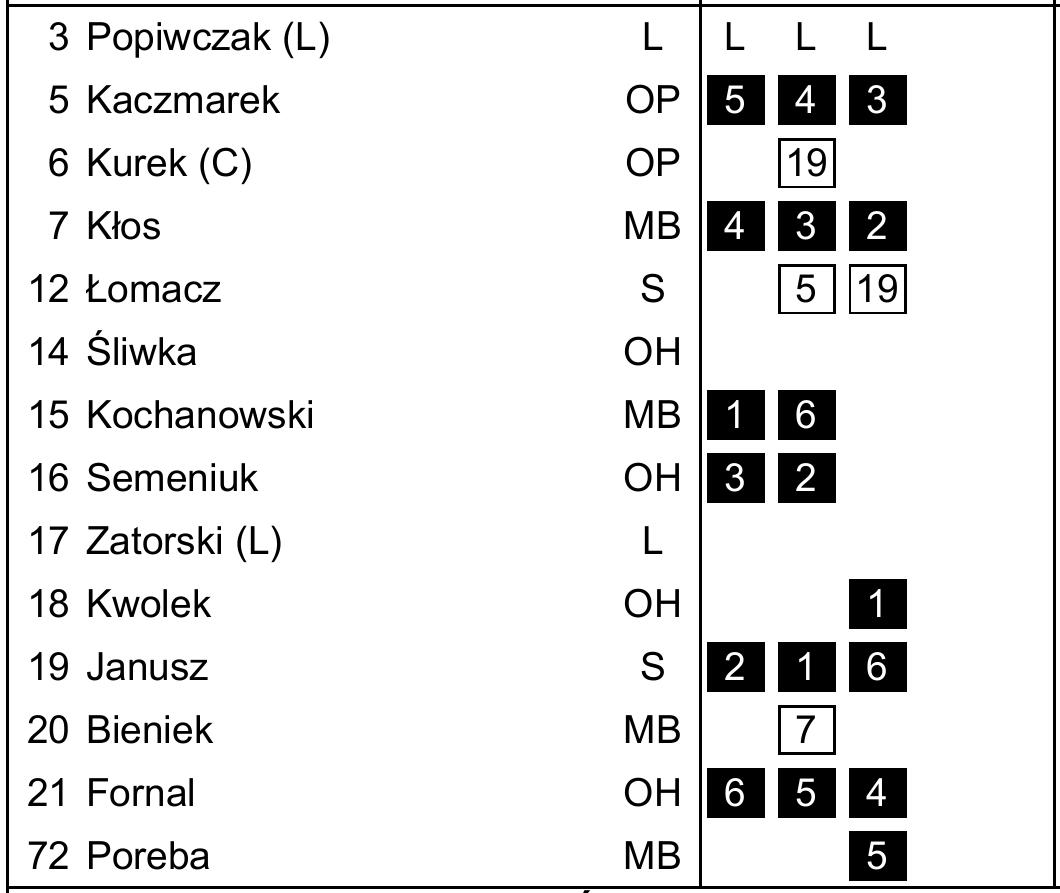 3 Popiwczak (L) L L L L
5 Kaczmarek OP 5 4 3
6 Kurek (C) OP 19
7 Kłos MB 4 3 2
12 Łomacz S 5 19
14 Śliwka OH
15 Kochanowski MB 1 6
16 Semeniuk OH 3 2
17 Zatorski (L) L
18 Kwolek OH 1
19 Janusz S 2 1 6
20 Bieniek MB 7
21 Fornal OH 6 5 4
72 Poreba MB 5